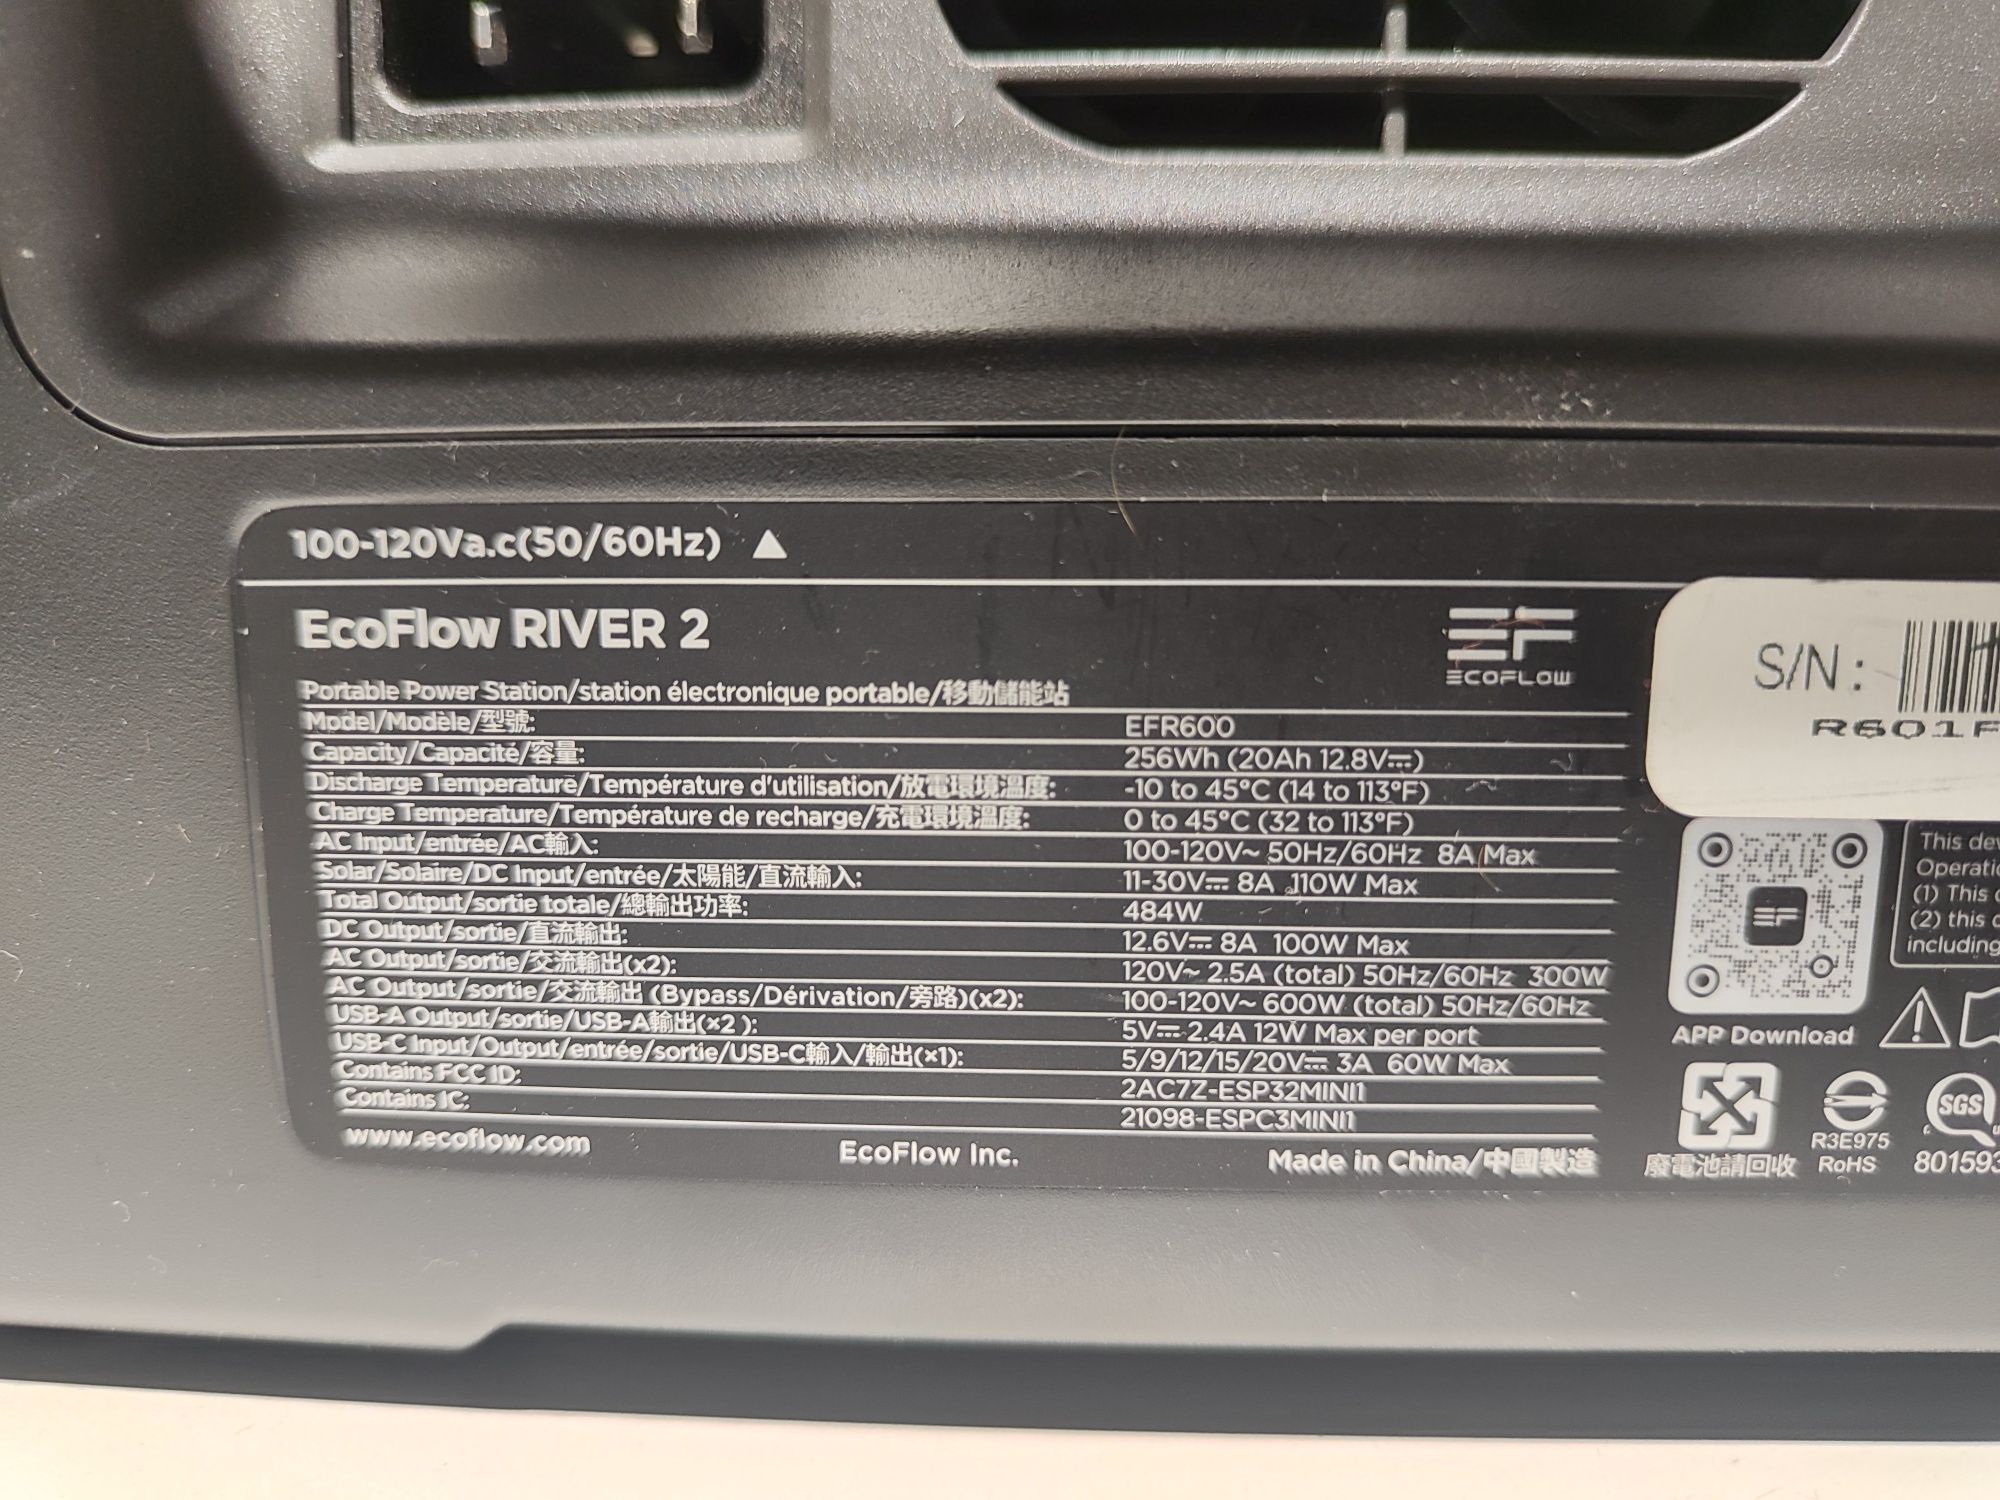 100-120Va.c(50/60Hz) ▲
EcoFlow RIVER 2
EF
ECOFLOW
Portable Power Station/station électronique portable/移動儲能站
Model/Modèle/型號: EFR600
Capacity/Capacité/容量: 256Wh (20Ah 12.8V⎓)
Discharge Temperature/Température d'utilisation/放電環境溫度: -10 to 45°C (14 to 113°F)
Charge Temperature/Température de recharge/充電環境溫度: 0 to 45°C (32 to 113°F)
AC Input/entrée/AC輸入: 100-120V~ 50Hz/60Hz 8A Max
Solar/Solaire/DC Input/entrée/太陽能/直流輸入: 11-30V⎓ 8A 110W Max
Total Output/sortie totale/總輸出功率: 484W
DC Output/sortie/直流輸出: 12.6V⎓ 8A 100W Max
AC Output/sortie/交流輸出(x2): 120V~ 2.5A (total) 50Hz/60Hz 300W
AC Output/sortie/交流輸出 (Bypass/Dérivation/旁路)(x2): 100-120V~ 600W (total) 50Hz/60Hz
USB-A Output/sortie/USB-A輸出(×2 ): 5V⎓ 2.4A 12W Max per port
USB-C Input/Output/entrée/sortie/USB-C輸入/輸出(×1): 5/9/12/15/20V⎓ 3A 60W Max
Contains FCC ID: 2AC7Z-ESP32MINI1
Contains IC: 21098-ESPC3MINI1
www.ecoflow.com EcoFlow Inc. Made in China/中國製造
S/N:
R601F
EF
APP Download
This dev
Operatio
(1) This
(2) this
including
廢電池請回收
R3E975
RoHS
SGS
801593